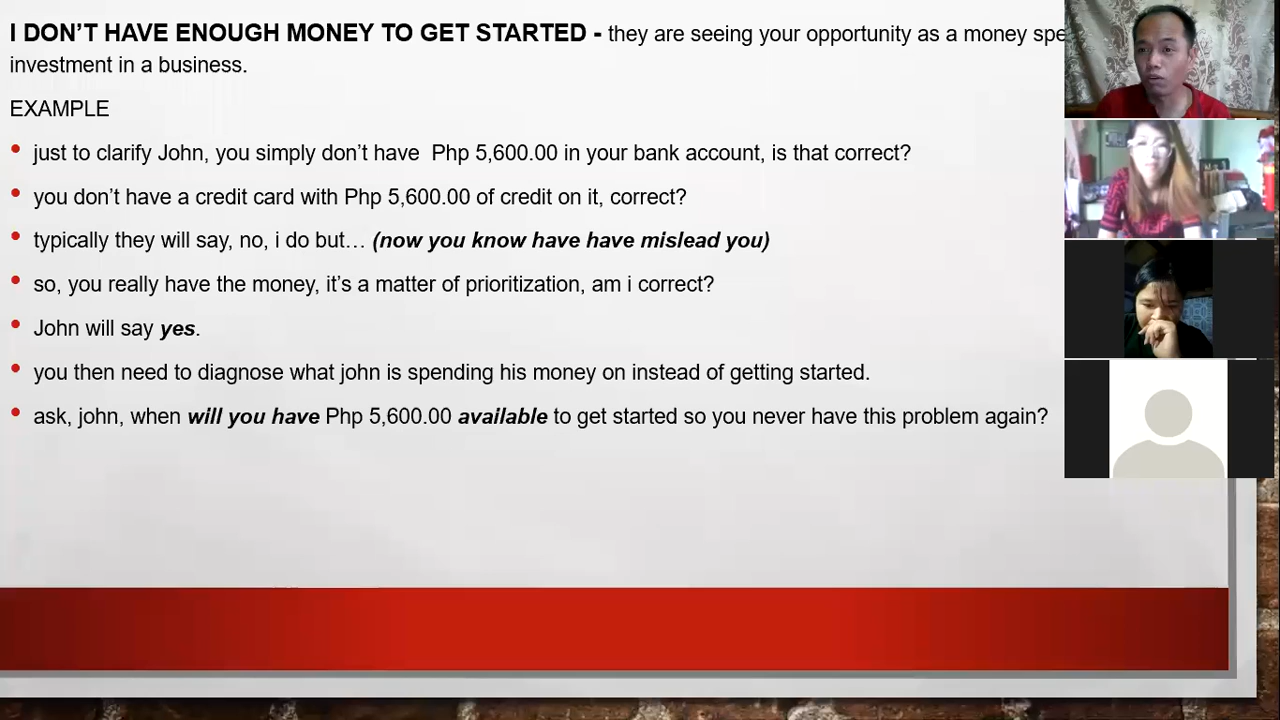 I DON'T HAVE ENOUGH MONEY TO GET STARTED - they are seeing your opportunity as a money
investment in a business.
EXAMPLE
• just to clarify John, you simply don't have Php 5,600.00 in your bank account, is that correct?
• you don't have a credit card with Php 5,600.00 of credit on it, correct?
• typically they will say, no, i do but… (now you know have have mislead you)
• so, you really have the money, it's a matter of prioritization, am i correct?
• John will say yes.
• you then need to diagnose what john is spending his money on instead of getting started.
• ask, john, when will you have Php 5,600.00 available to get started so you never have this problem again?